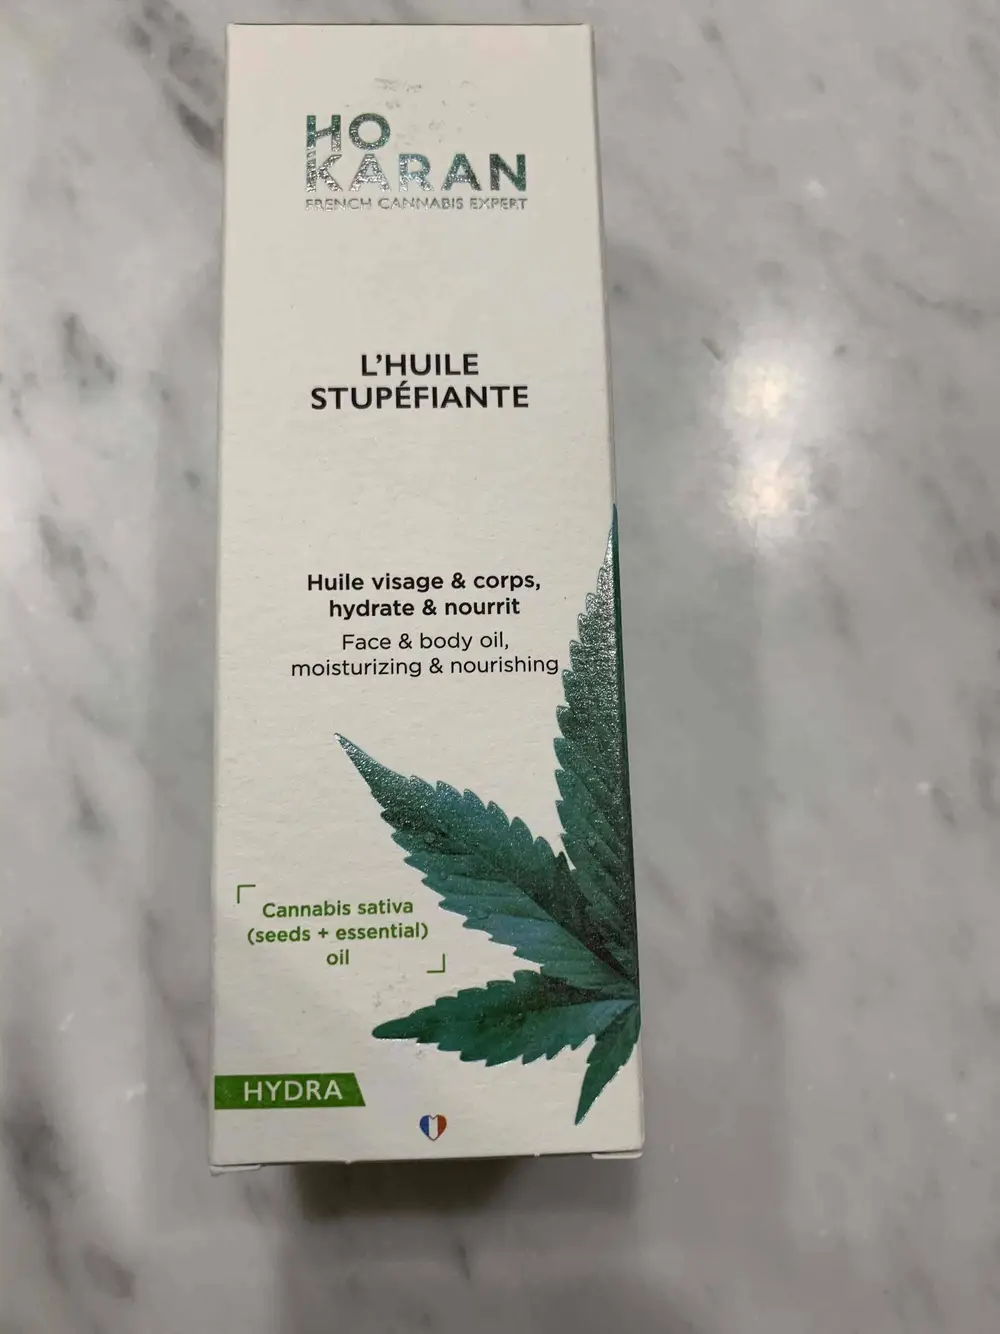 HO
KARAN
FRENCH CANNABIS EXPERT
L'HUILE
STUPÉFIANTE
Huile visage & corps,
hydrate & nourrit
Face & body oil,
moisturizing & nourishing
Cannabis sativa
(seeds + essential)
oil
HYDRA